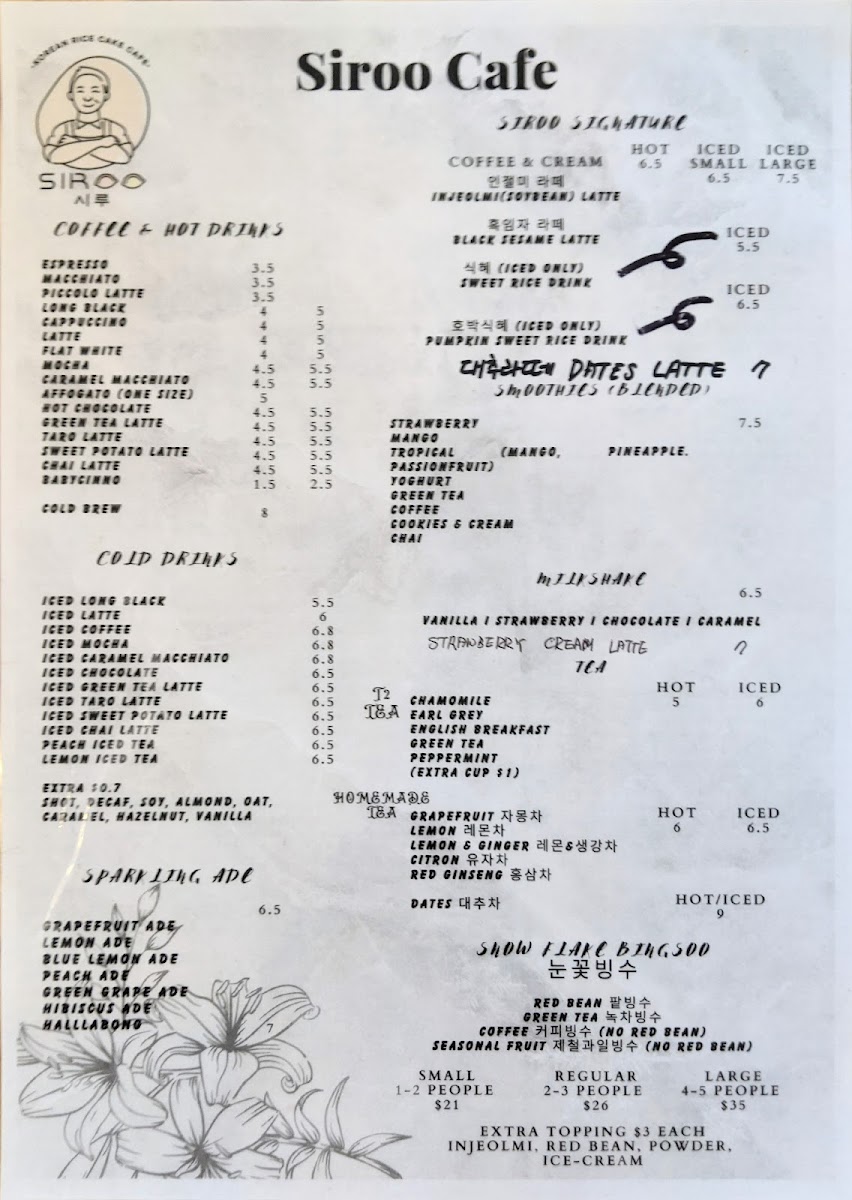 KOREAN RICE CAKE CAFE
SIROO
시루
Siroo Cafe
COFFEE & HOT DRINKS
ESPRESSO 3.5
MACCHIATO 3.5
PICCOLO LATTE 3.5
LONG BLACK 4 5
CAPPUCCINO 4 5
LATTE 4 5
FLAT WHITE 4 5
MOCHA 4.5 5.5
CARAMEL MACCHIATO 4.5 5.5
AFFOGATO (ONE SIZE) 5
HOT CHOCOLATE 4.5 5.5
GREEN TEA LATTE 4.5 5.5
TARO LATTE 4.5 5.5
SWEET POTATO LATTE 4.5 5.5
CHAI LATTE 4.5 5.5
BABYCINNO 1.5 2.5
COLD BREW 8
COLD DRINKS
ICED LONG BLACK 5.5
ICED LATTE 6
ICED COFFEE 6.8
ICED MOCHA 6.8
ICED CARAMEL MACCHIATO 6.8
ICED CHOCOLATE 6.5
ICED GREEN TEA LATTE 6.5
ICED TARO LATTE 6.5
ICED SWEET POTATO LATTE 6.5
ICED CHAI LATTE 6.5
PEACH ICED TEA 6.5
LEMON ICED TEA 6.5
EXTRA $0.7
SHOT, DECAF, SOY, ALMOND, OAT,
CARAMEL, HAZELNUT, VANILLA
SPARKLING ADE
6.5
GRAPEFRUIT ADE
LEMON ADE
BLUE LEMON ADE
PEACH ADE
GREEN GRAPE ADE
HIBISCUS ADE
HALLLABONG 7
SIROO SIGNATURE
HOT ICED ICED
COFFEE & CREAM 6.5 SMALL LARGE
인절미 라떼 6.5 7.5
INJEOLMI(SOYBEAN) LATTE
흑임자 라떼 ICED
BLACK SESAME LATTE 5.5
6
식혜 (ICED ONLY)
SWEET RICE DRINK
ICED
6.5
6
호박식혜 (ICED ONLY)
PUMPKIN SWEET RICE DRINK
대추라떼 DATES LATTE 7
SMOOTHIES (BLENDED)
STRAWBERRY 7.5
MANGO
TROPICAL (MANGO, PINEAPPLE.
PASSIONFRUIT)
YOGHURT
GREEN TEA
COFFEE
COOKIES & CREAM
CHAI
MILKSHAKE
6.5
VANILLA I STRAWBERRY I CHOCOLATE I CARAMEL
STRAWBERRY CREAM LATTE 7
TEA
HOT ICED
5 6
T2
TEA
CHAMOMILE
EARL GREY
ENGLISH BREAKFAST
GREEN TEA
PEPPERMINT
(EXTRA CUP $1)
HOMEMADE
TEA
HOT ICED
6 6.5
GRAPEFRUIT 자몽차
LEMON 레몬차
LEMON & GINGER 레몬&생강차
CITRON 유자차
RED GINSENG 홍삼차
DATES 대추차 HOT/ICED
9
SNOW FLAKE BINGSOO
눈꽃빙수
RED BEAN 팥빙수
GREEN TEA 녹차빙수
COFFEE 커피빙수 (NO RED BEAN)
SEASONAL FRUIT 제철과일빙수 (NO RED BEAN)
SMALL REGULAR LARGE
1-2 PEOPLE 2-3 PEOPLE 4-5 PEOPLE
$21 $26 $35
EXTRA TOPPING $3 EACH
INJEOLMI, RED BEAN, POWDER,
ICE-CREAM